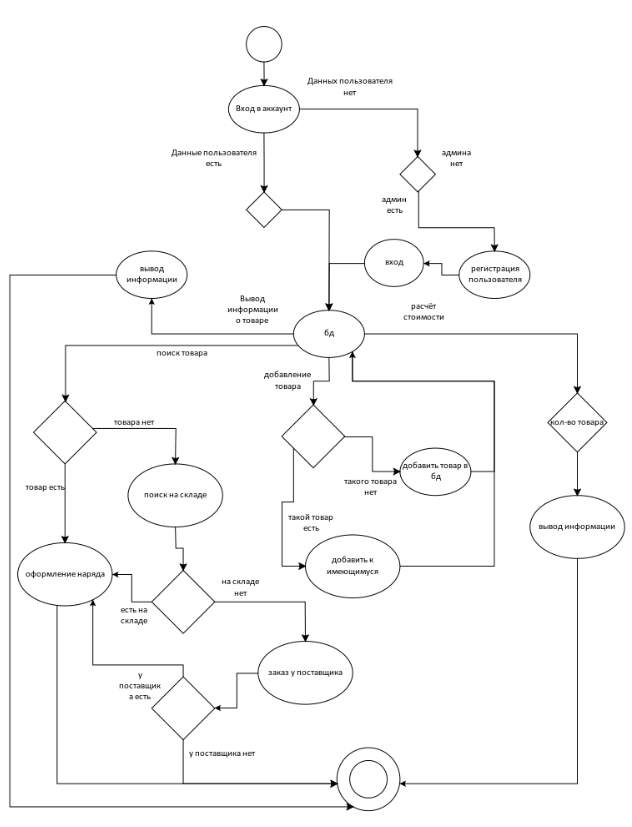 Данных пользователя
нет
Вход в аккаунт
Данные пользователя
есть
админа
нет
админ
есть
вход
регистрация
пользователя
вывод
информации
Вывод
информации
о товаре
расчёт
стоимости
бд
поиск товара
добавление
товара
товара нет
кол-во товара
товар есть
поиск на складе
такого товара
нет
добавить товар в
бд
такой товар
есть
вывод информации
добавить к
имеющимуся
оформление наряда
на складе
нет
есть на
складе
у
поставщик
а есть
заказ у поставщика
у поставщика нет